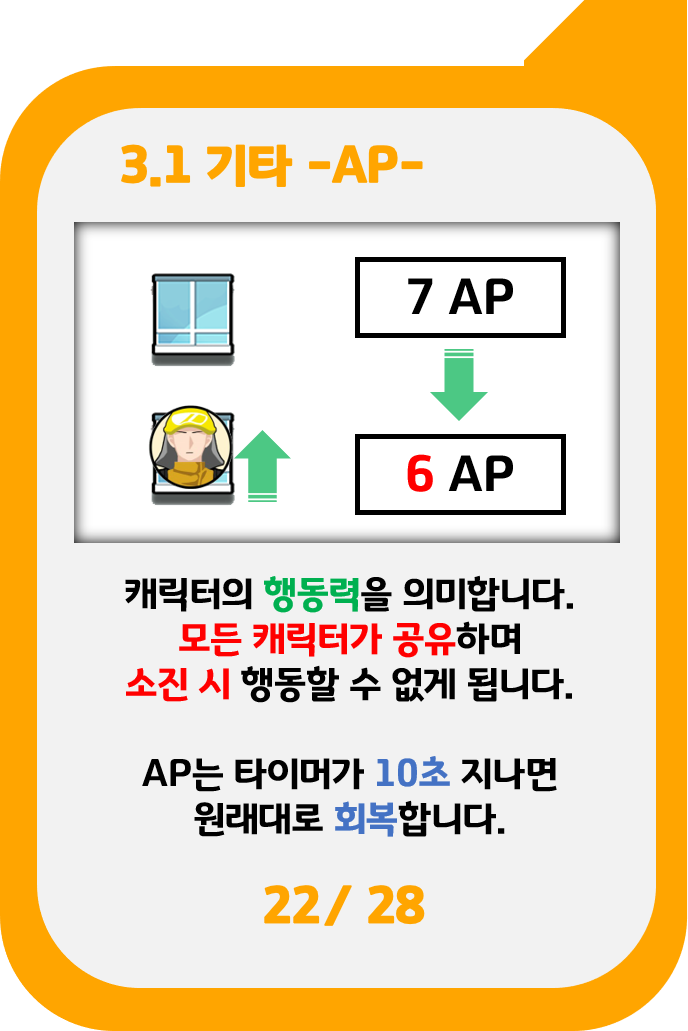 3.1 기타 -AP-
7 AP
6 AP
캐릭터의 행동력을 의미합니다.
모든 캐릭터가 공유하며
소진 시 행동할 수 없게 됩니다.
AP는 타이머가 10초 지나면
원래대로 회복합니다.
22/ 28